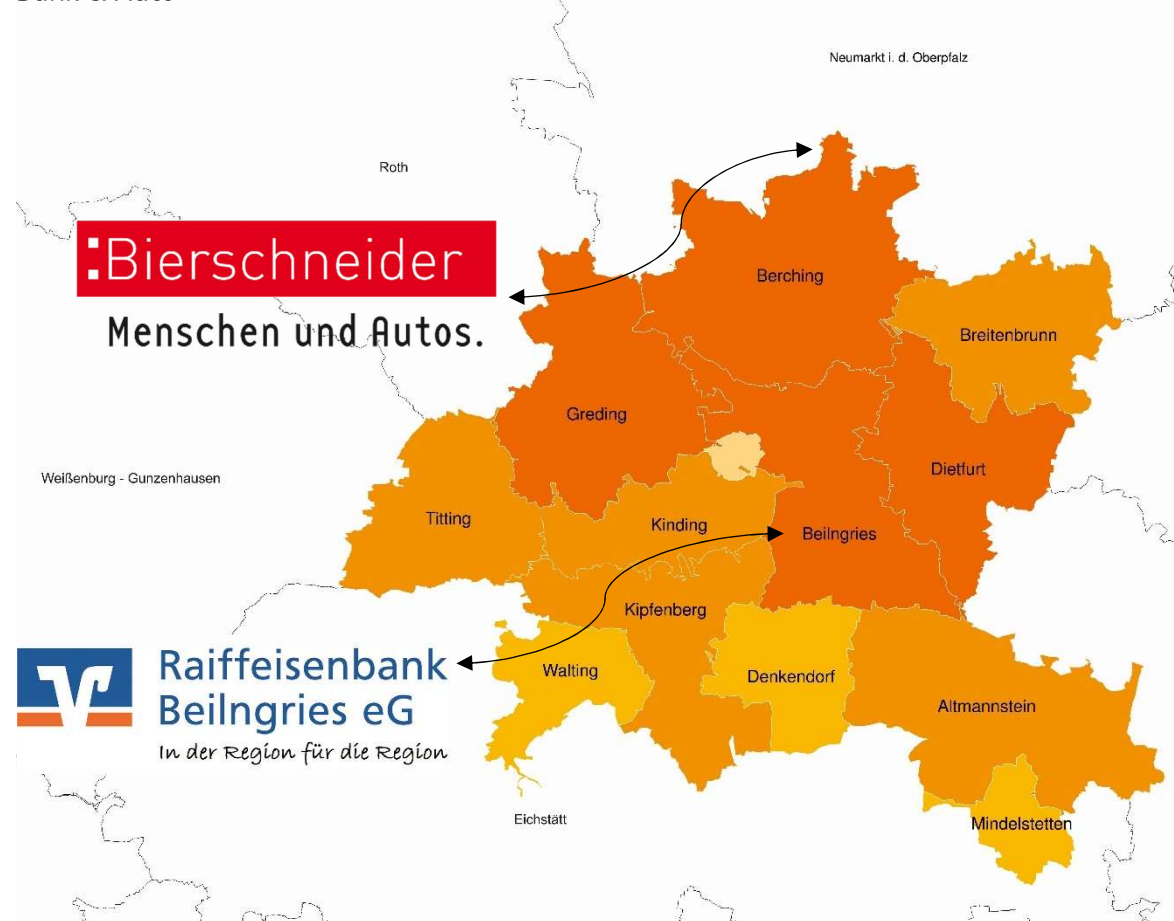 Neumarkt i. d. Oberpfalz
Roth
:Bierschneider
Menschen und Autos.
Berching
Breitenbrunn
Greding
Weißenburg - Gunzenhausen
Dietfurt
Titting
Kinding
Beilngries
Kipfenberg
Raiffeisenbank
Beilngries eG
In der Region für die Region
Walting
Denkendorf
Altmannstein
Eichstätt
Mindelstetten